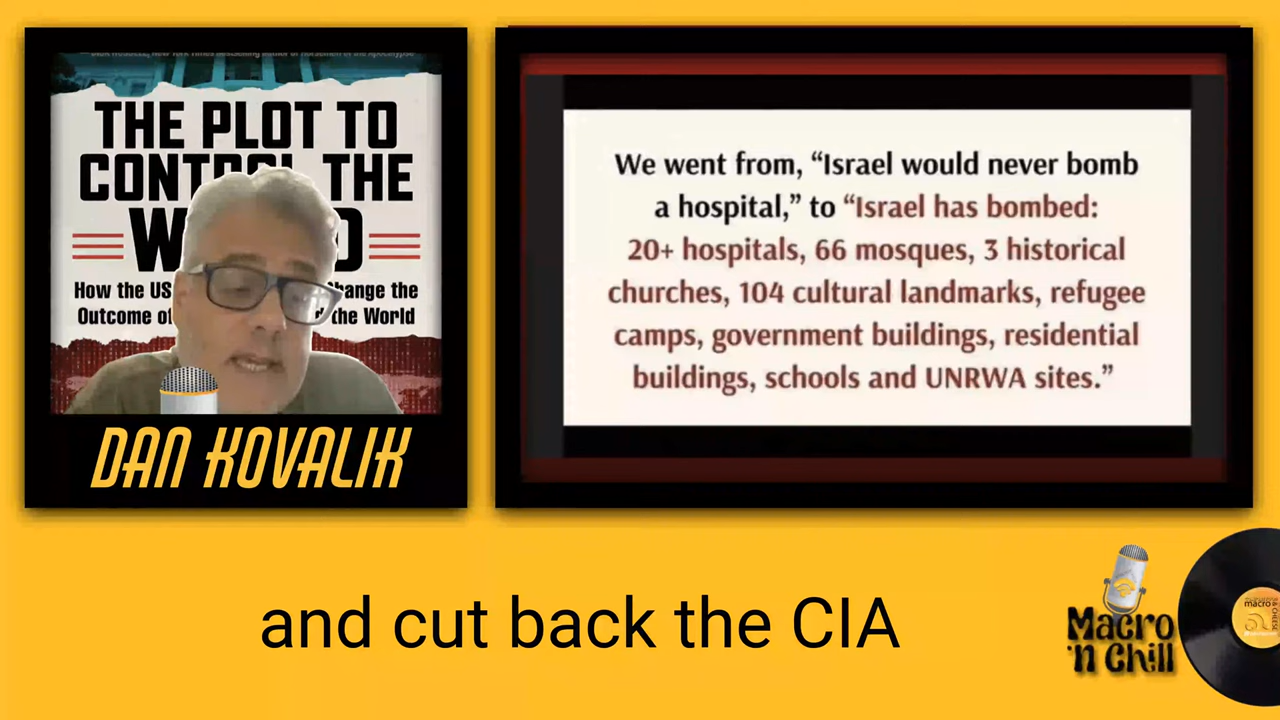 THE PLOT TO
THE
How the US Change the
Outcome of the World
DAN KOVALIK
We went from, “Israel would never bomb
a hospital,” to “Israel has bombed:
20+ hospitals, 66 mosques, 3 historical
churches, 104 cultural landmarks, refugee
camps, government buildings, residential
buildings, schools and UNRWA sites.”
and cut back the CIA
Macro
'N Chill
macro